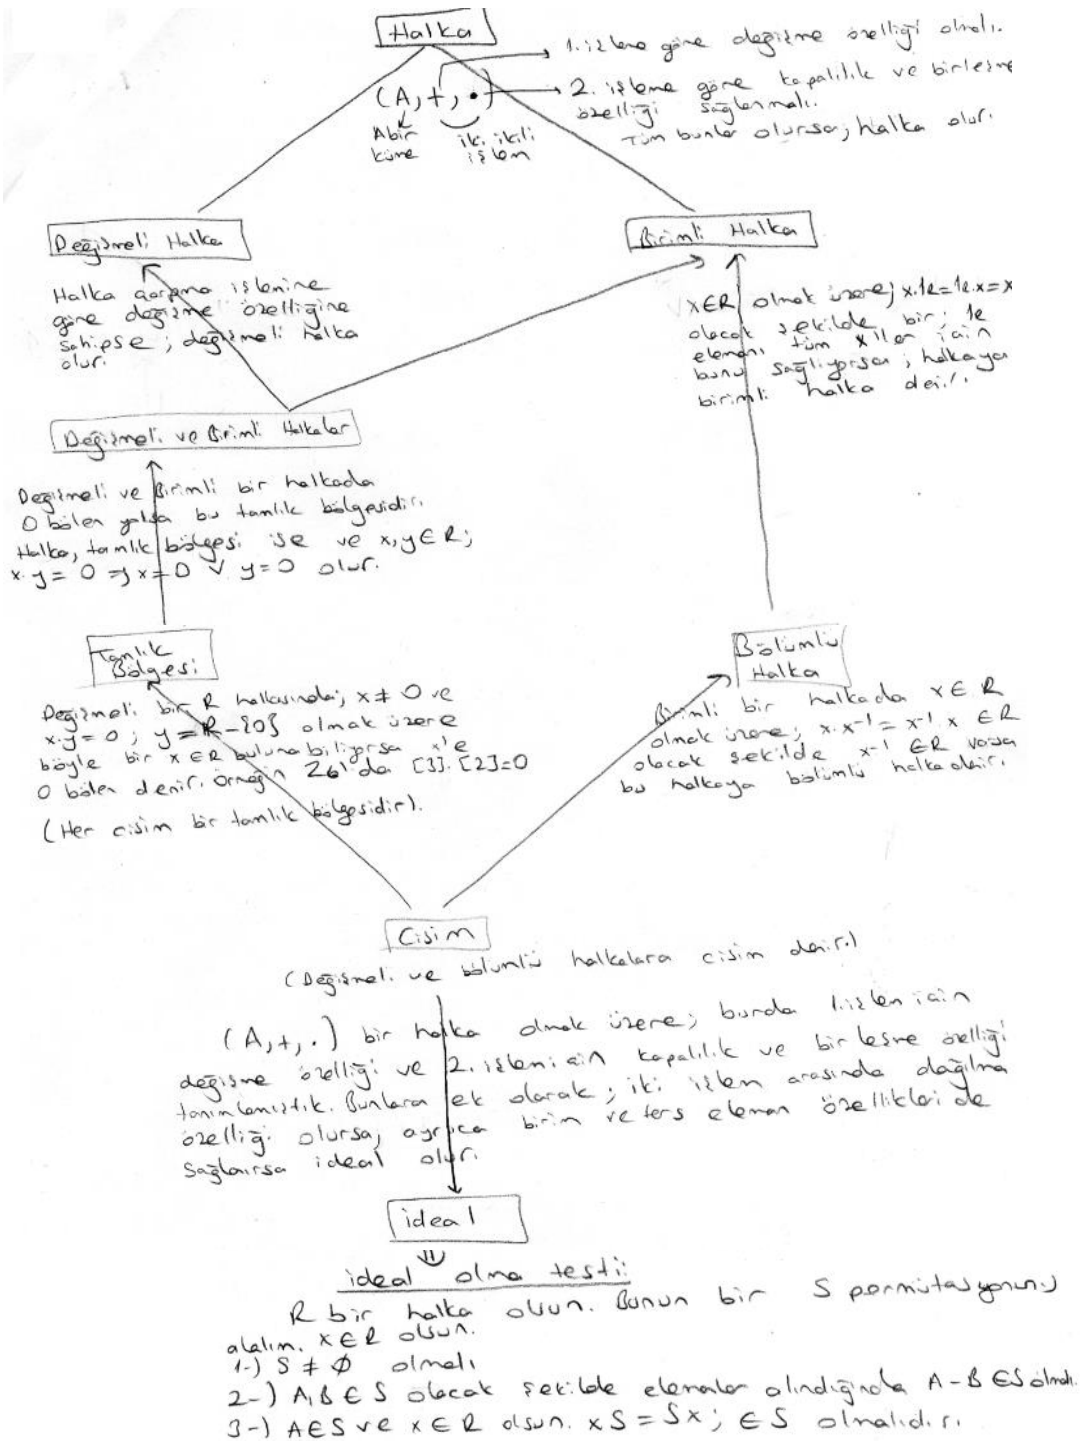 Halka
1. işleme göre değişme özelliği olmalı.
(A, +, •)
2. işleme göre kapalılık ve birleşme
özelliği sağlanmalı.
Tüm bunlar olursa; halka olur.
A bir
küme
iki ikili
işlem
Değişmeli Halka
Birimli Halka
Halka çarpma işlemine
göre değişme özelliğine
sahipse; değişmeli halka
olur.
x∈R olmak üzere; x.1e=1e.x=x
olacak şekilde bir; 1e
elemanı tüm x'ler için
bunu sağlıyorsa; halkaya
birimli halka denir.
Değişmeli ve Birimli Halkalar
Değişmeli ve Birimli bir halkada
0 bölen yoksa bu tamlık bölgesidir.
Halka, tamlık bölgesi ise ve x,y∈R;
x.y = 0 ⇒ x=0 ∨ y=0 olur.
Tamlık
Bölgesi
Bölümlü
Halka
Değişmeli bir R halkasında; x ≠ 0 ve
x.y=0 ; y=R-{0} olmak üzere
böyle bir x∈R bulunabiliyorsa x'e
0 bölen denir. Örneğin Z6'da [3].[2]=0
(Her cisim bir tamlık bölgesidir).
Birimli bir halkada x∈R
olmak üzere; x.x⁻¹ = x⁻¹.x ∈R
olacak şekilde x⁻¹ ∈R varsa
bu halkaya bölümlü halka denir.
Cisim
(Değişmeli ve bölümlü halkalara cisim denir.)
(A, +, .) bir halka olmak üzere; burda 1.işlem için
değişme özelliği ve 2. işlem için kapalılık ve birleşme özelliği
tanımlamıştık. Bunlara ek olarak; iki işlem arasında dağılma
özelliği olursa, ayrıca birim ve ters eleman özellikleri de
sağlanırsa ideal olur.
ideal
ideal olma testi:
R bir halka olsun. Bunun bir S permütasyonunu
alalım. x∈R olsun.
1-) S ≠ ∅ olmalı
2-) A,B ∈ S olacak şekilde elemanlar alındığında A-B ∈S olmalı.
3-) A∈S ve x∈R olsun. xS = Sx; ∈S olmalıdır.